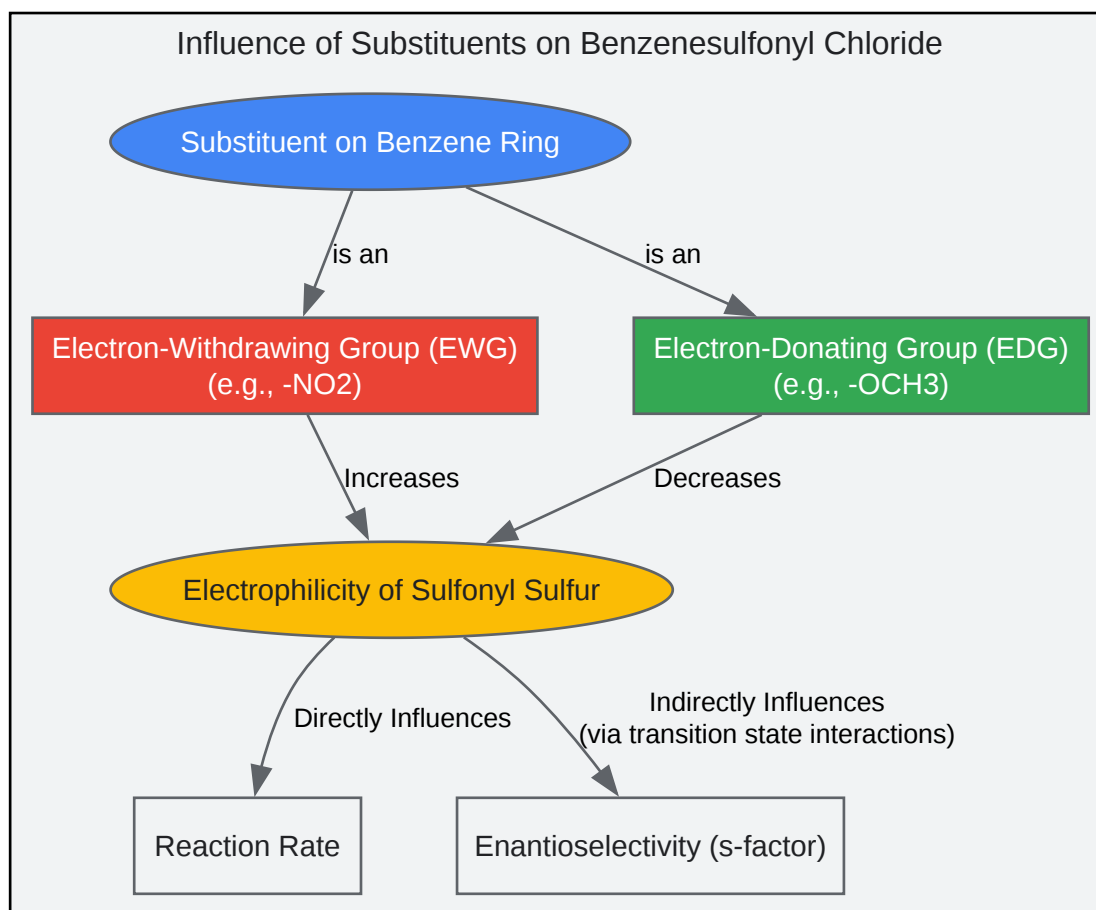 Influence of Substituents on Benzenesulfonyl Chloride
Substituent on Benzene Ring
is an
is an
Electron-Withdrawing Group (EWG)
(e.g., -NO2)
Electron-Donating Group (EDG)
(e.g., -OCH3)
Increases
Decreases
Electrophilicity of Sulfonyl Sulfur
Directly Influences
Indirectly Influences
(via transition state interactions)
Reaction Rate
Enantioselectivity (s-factor)